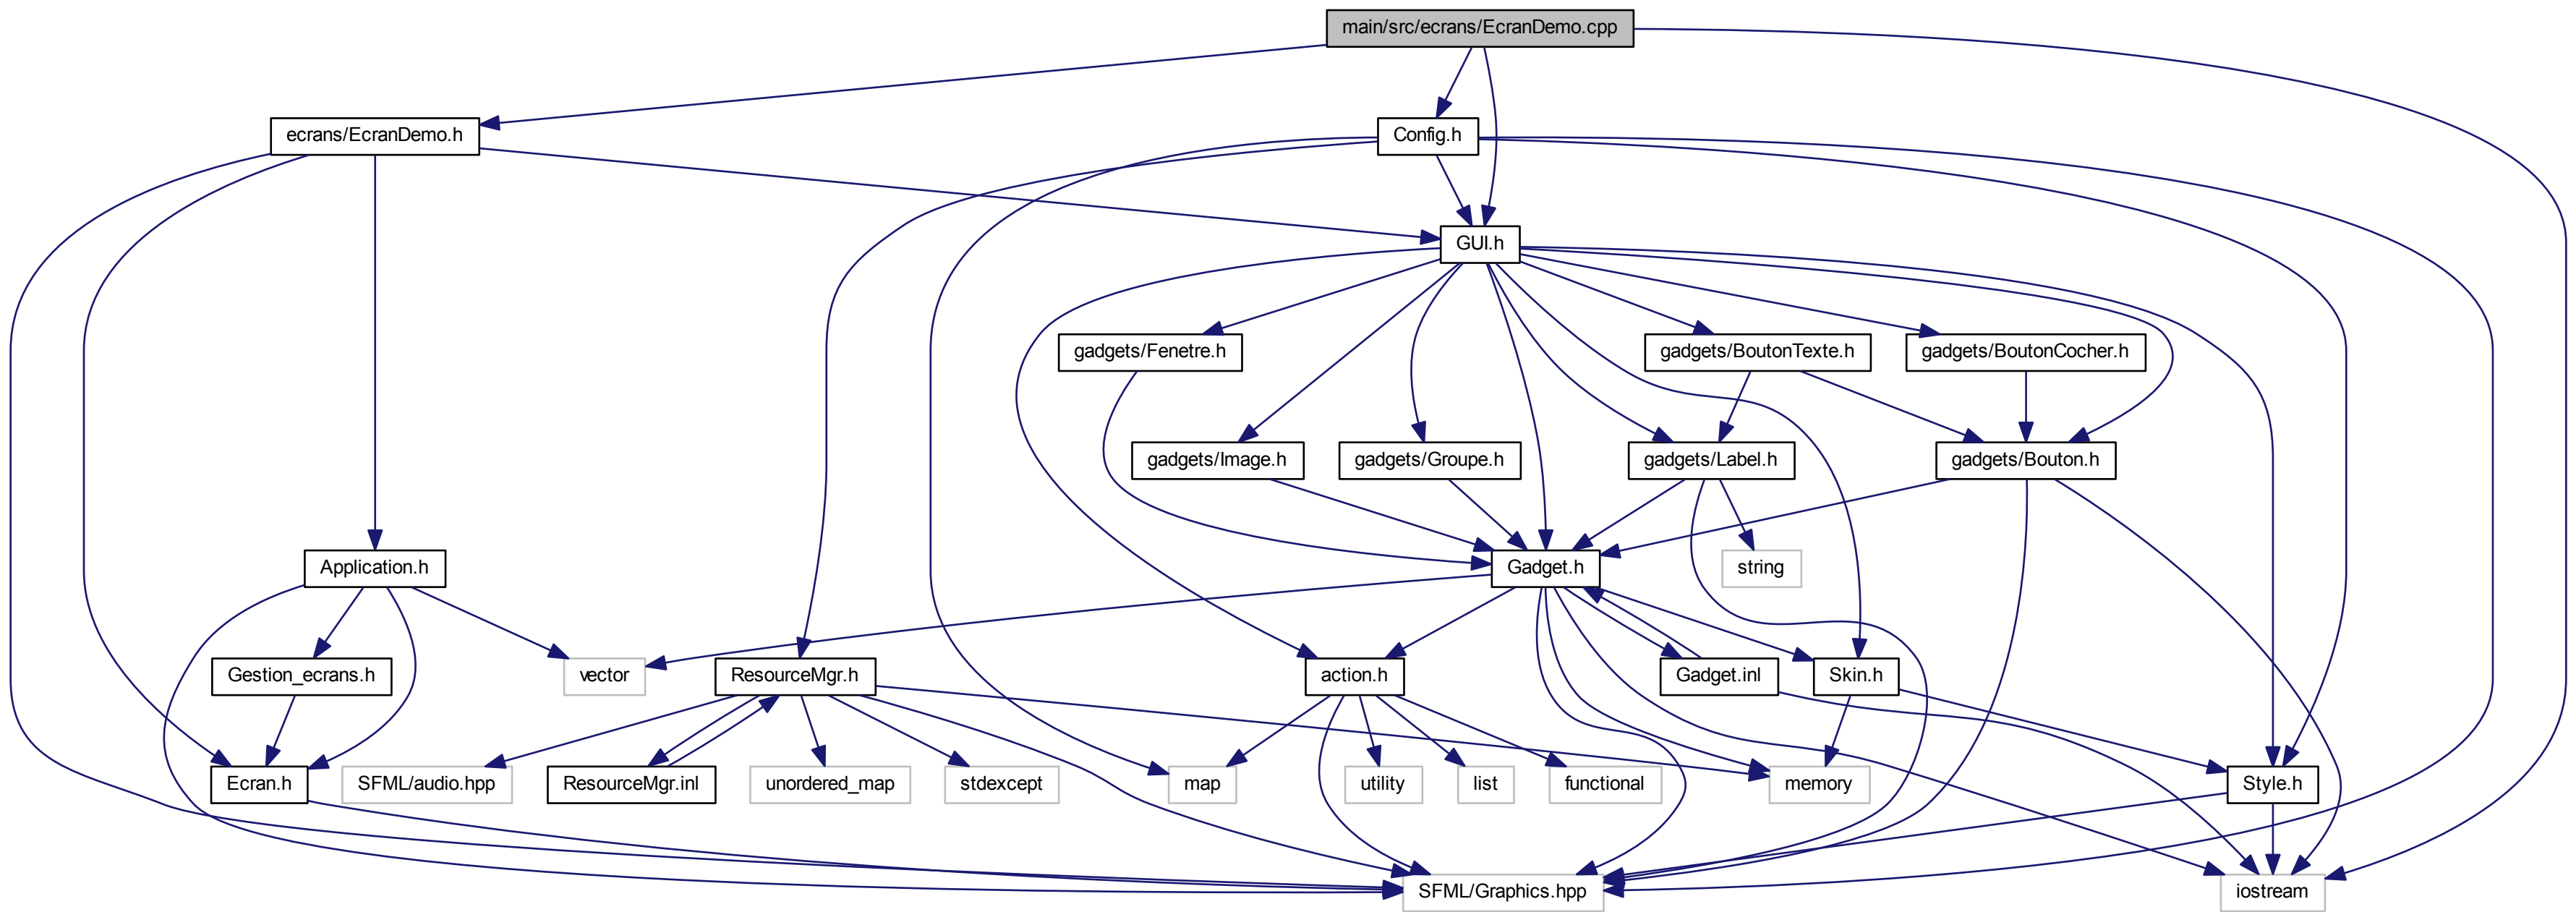 main/src/ecrans/EcranDemo.cpp
ecrans/EcranDemo.h
Config.h
GUI.h
gadgets/Fenetre.h
gadgets/BoutonTexte.h
gadgets/BoutonCocher.h
gadgets/Image.h
gadgets/Groupe.h
gadgets/Label.h
gadgets/Bouton.h
Application.h
Gadget.h
string
Gestion_ecrans.h
vector
ResourceMgr.h
action.h
Gadget.inl
Skin.h
Ecran.h
SFML/audio.hpp
ResourceMgr.inl
unordered_map
stdexcept
map
utility
list
functional
memory
Style.h
SFML/Graphics.hpp
iostream